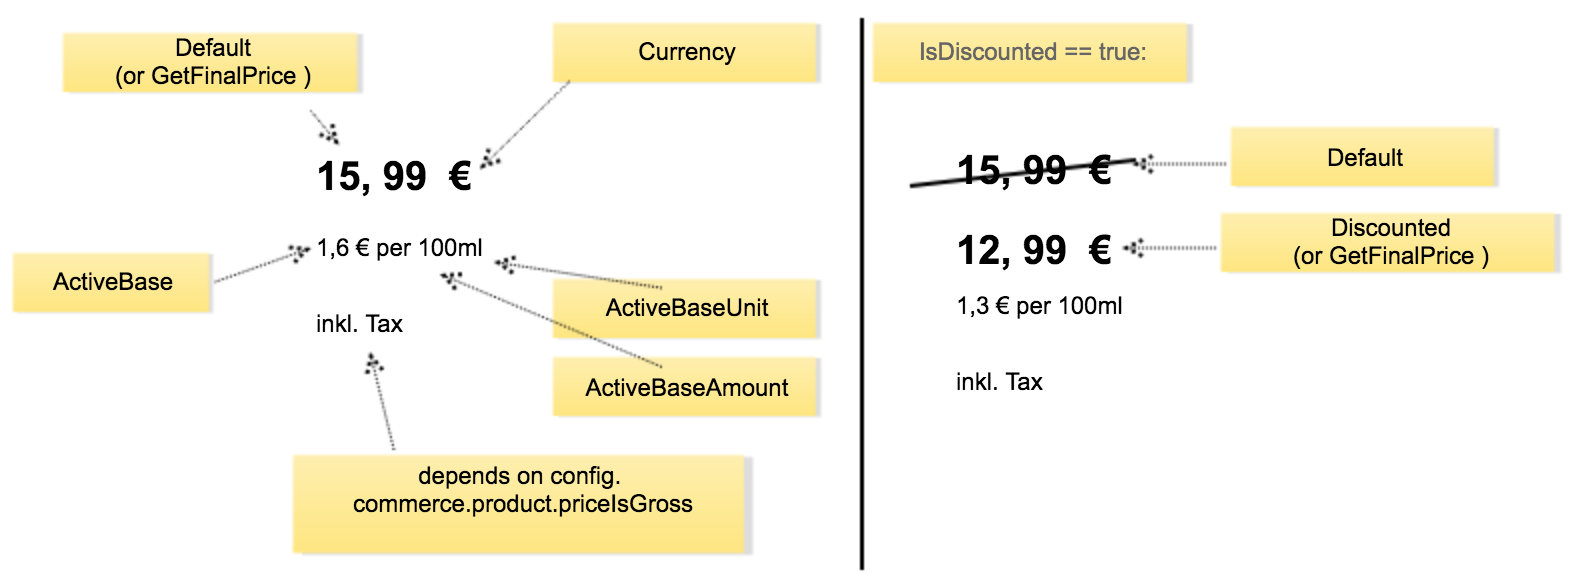 Default
(or GetFinalPrice )
Currency
15, 99 €
ActiveBase
1,6 € per 100ml
ActiveBaseUnit
inkl. Tax
ActiveBaseAmount
depends on config.
commerce.product.priceIsGross
IsDiscounted == true:
15, 99 €
Default
12, 99 €
Discounted
(or GetFinalPrice )
1,3 € per 100ml
inkl. Tax